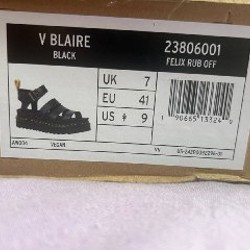 V BLAIRE 23806001
BLACK FELIX RUB OFF
UK 7
EU 41
US 9
VEGAN